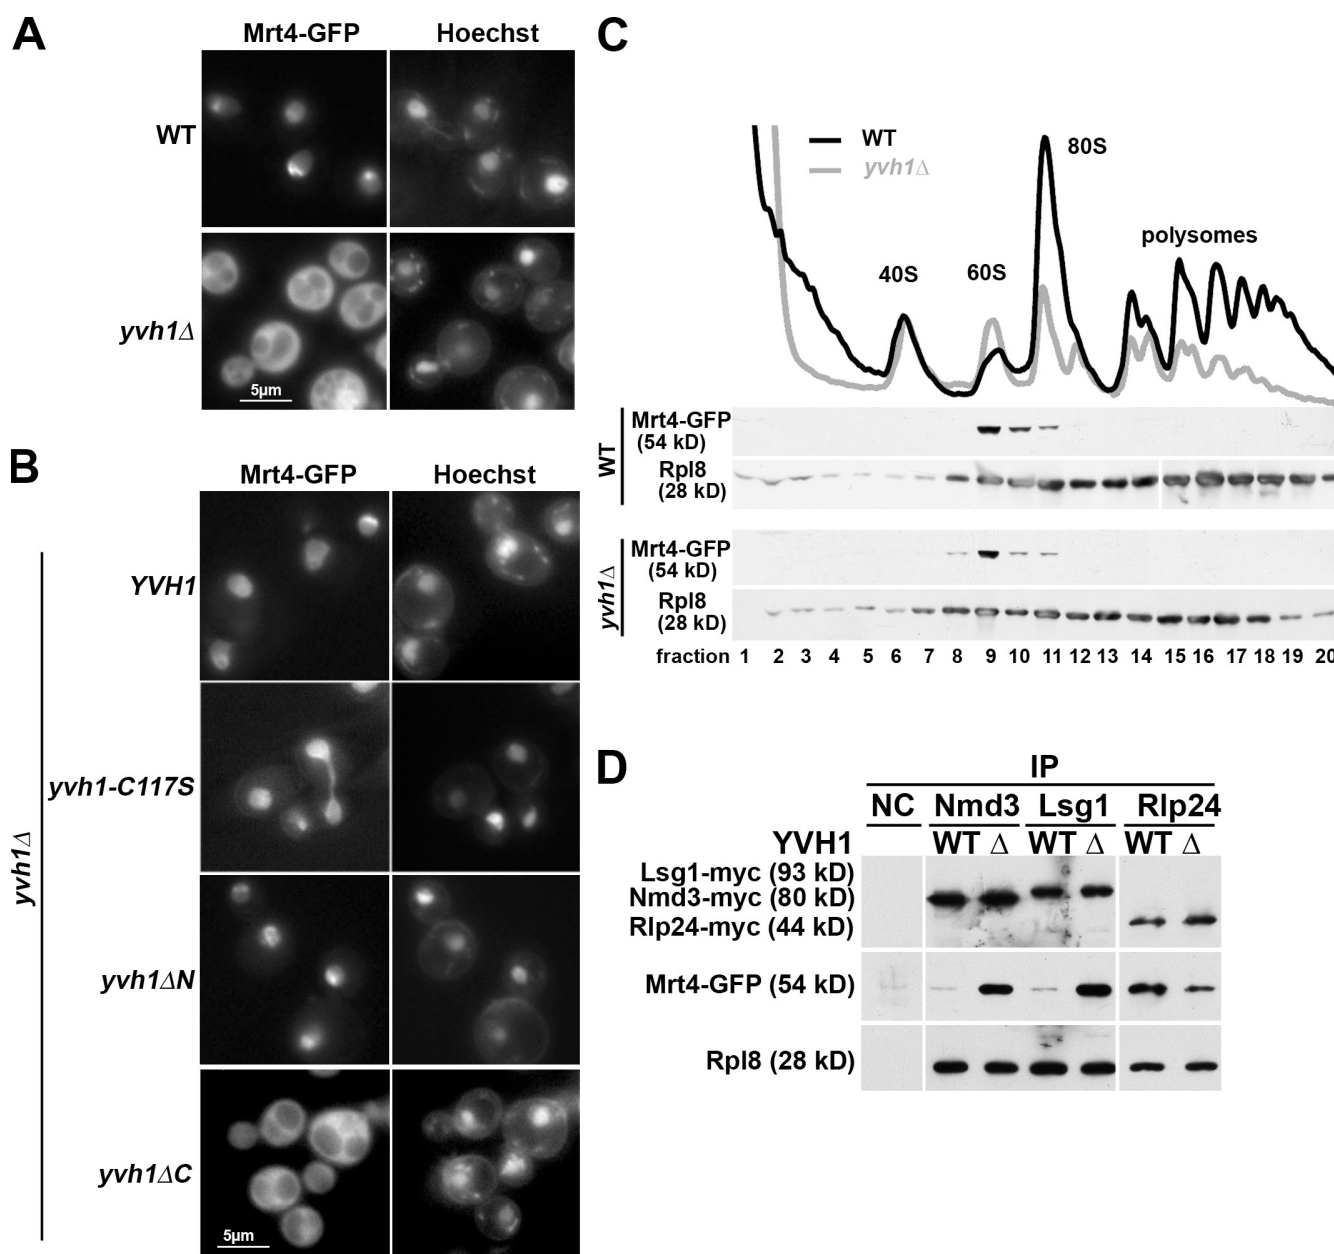 A
Mrt4-GFP Hoechst
WT
yvh1Δ
5µm
B
Mrt4-GFP Hoechst
yvh1Δ
YVH1
yvh1-C117S
yvh1ΔN
yvh1ΔC
5µm
C
WT
yvh1Δ
40S
60S
80S
polysomes
WT
Mrt4-GFP
(54 kD)
Rpl8
(28 kD)
yvh1Δ
Mrt4-GFP
(54 kD)
Rpl8
(28 kD)
fraction 1 2 3 4 5 6 7 8 9 10 11 12 13 14 15 16 17 18 19 20
D
IP
NC Nmd3 Lsg1 Rlp24
YVH1 WT Δ WT Δ WT Δ
Lsg1-myc (93 kD)
Nmd3-myc (80 kD)
Rlp24-myc (44 kD)
Mrt4-GFP (54 kD)
Rpl8 (28 kD)